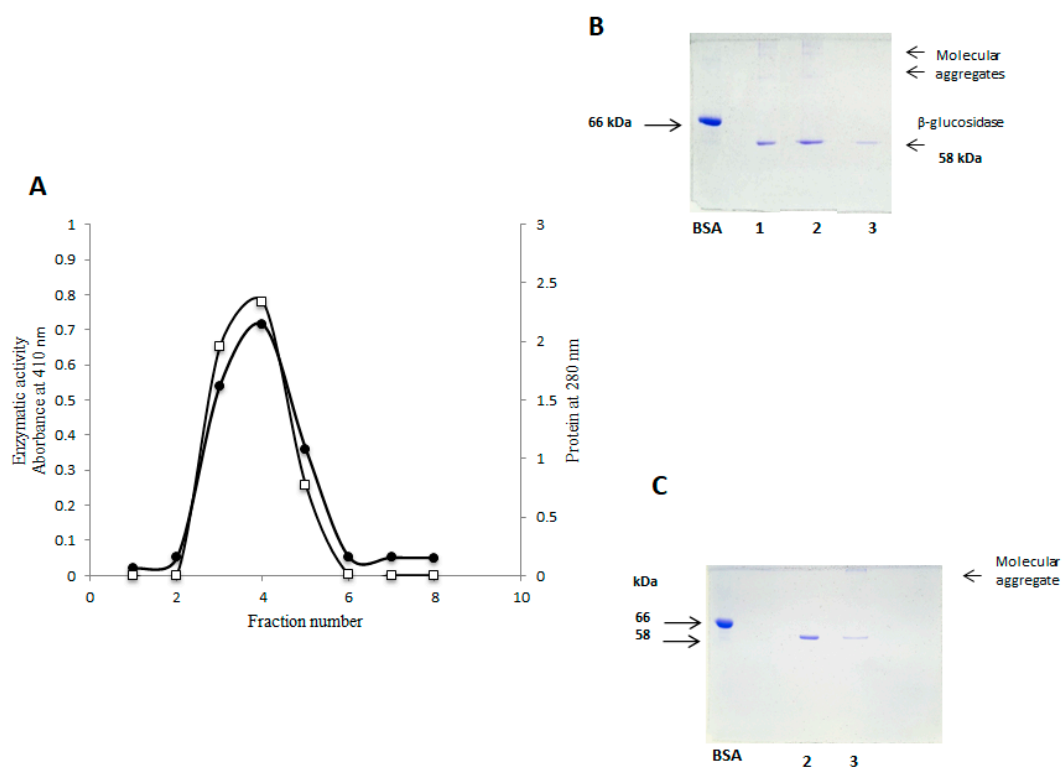 A
Enzymatic activity
Aborbance at 410 nm
1
0.9
0.8
0.7
0.6
0.5
0.4
0.3
0.2
0.1
0
0 2 4 6 8 10
Fraction number
3
2.5
2
1.5
1
0.5
0
Protein at 280 nm
B
66 kDa
Molecular
aggregates
β-glucosidase
58 kDa
BSA 1 2 3
C
kDa
66
58
Molecular
aggregate
BSA 2 3